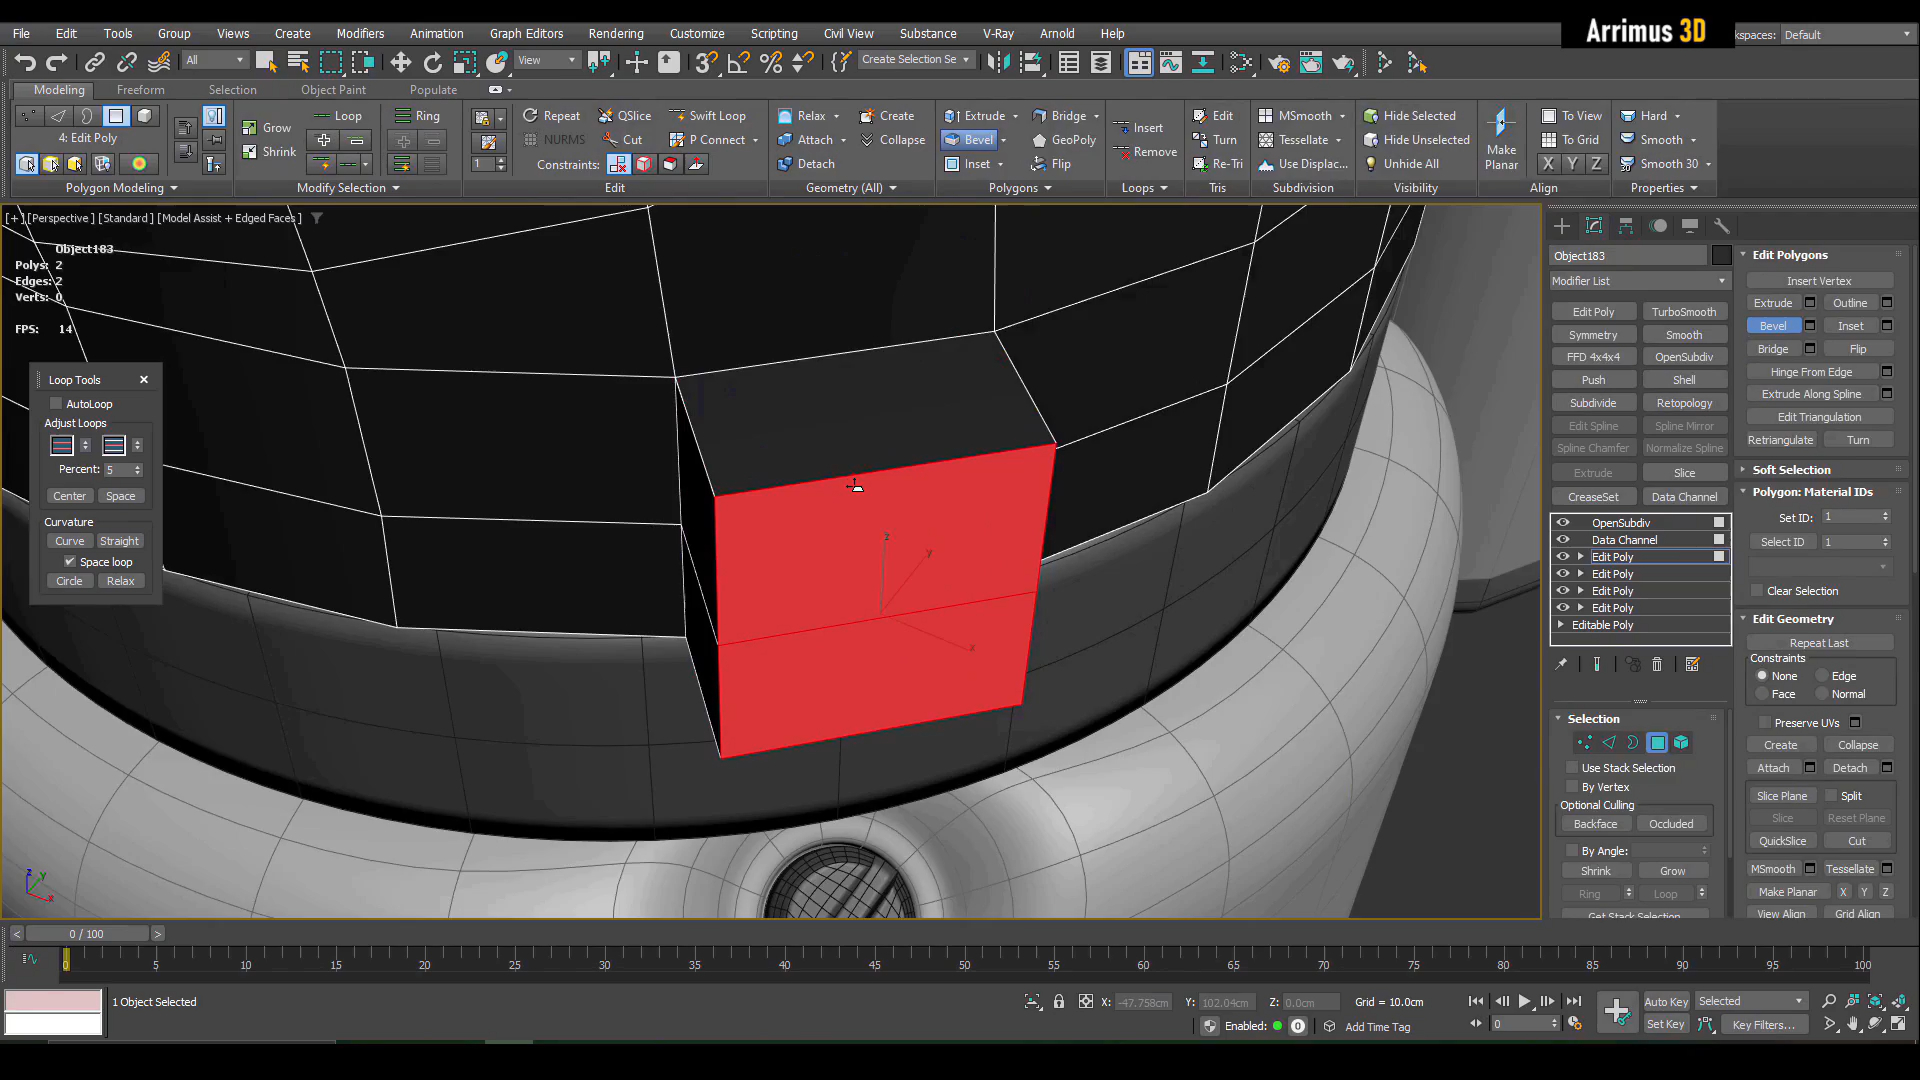 Arrimus 3D
File Edit Tools Group Views Create Modifiers Animation Graph Editors Rendering Customize Scripting Civil View Substance V-Ray Arnold Help
kspaces: Default
All View Create Selection Se
Modeling Freeform Selection Object Paint Populate
Grow Loop Ring Repeat QSlice Swift Loop Relax Create Extrude Bridge Insert Edit MSmooth Hide Selected To View Hard
4: Edit Poly NURMS Cut P Connect Attach Collapse Bevel GeoPoly Remove Turn Tessellate Hide Unselected Make Planar To Grid Smooth
Shrink 1 Constraints: Detach Inset Flip Re-Tri Use Displac... Unhide All X Y Z Smooth 30
Polygon Modeling Modify Selection Edit Geometry (All) Polygons Loops Tris Subdivision Visibility Align Properties
[+] [Perspective ] [Standard ] [Model Assist + Edged Faces ]
Object183
Polys: 2
Edges: 2
Verts: 0
FPS: 14
Loop Tools
AutoLoop
Adjust Loops
Percent: 5
Center Space
Curvature
Curve Straight
Space loop
Circle Relax
z
y
x
z
y
x
Object183
Modifier List
Edit Poly TurboSmooth
Symmetry Smooth
FFD 4x4x4 OpenSubdiv
Push Shell
Subdivide Retopology
Edit Spline Spline Mirror
Spline Chamfer Normalize Spline
Extrude Slice
CreaseSet Data Channel
OpenSubdiv
Data Channel
Edit Poly
Edit Poly
Edit Poly
Edit Poly
Editable Poly
Selection
Use Stack Selection
By Vertex
Optional Culling
Backface Occluded
By Angle:
Shrink Grow
Ring Loop
Get Stack Selection
Edit Polygons
Insert Vertex
Extrude Outline
Bevel Inset
Bridge Flip
Hinge From Edge
Extrude Along Spline
Edit Triangulation
Retriangulate Turn
Soft Selection
Polygon: Material IDs
Set ID: 1
Select ID 1
Clear Selection
Edit Geometry
Repeat Last
Constraints
None Edge
Face Normal
Preserve UVs
Create Collapse
Attach Detach
Slice Plane Split
Slice Reset Plane
QuickSlice Cut
MSmooth Tessellate
Make Planar X Y Z
View Align Grid Align
< 0 / 100 >
0 5 10 15 20 25 30 35 40 45 50 55 60 65 70 75 80 85 90 95 100
1 Object Selected
X: -47.758cm Y: 102.04cm Z: 0.0cm Grid = 10.0cm
Enabled: 0 Add Time Tag
0
Auto Key Selected
Set Key Key Filters...